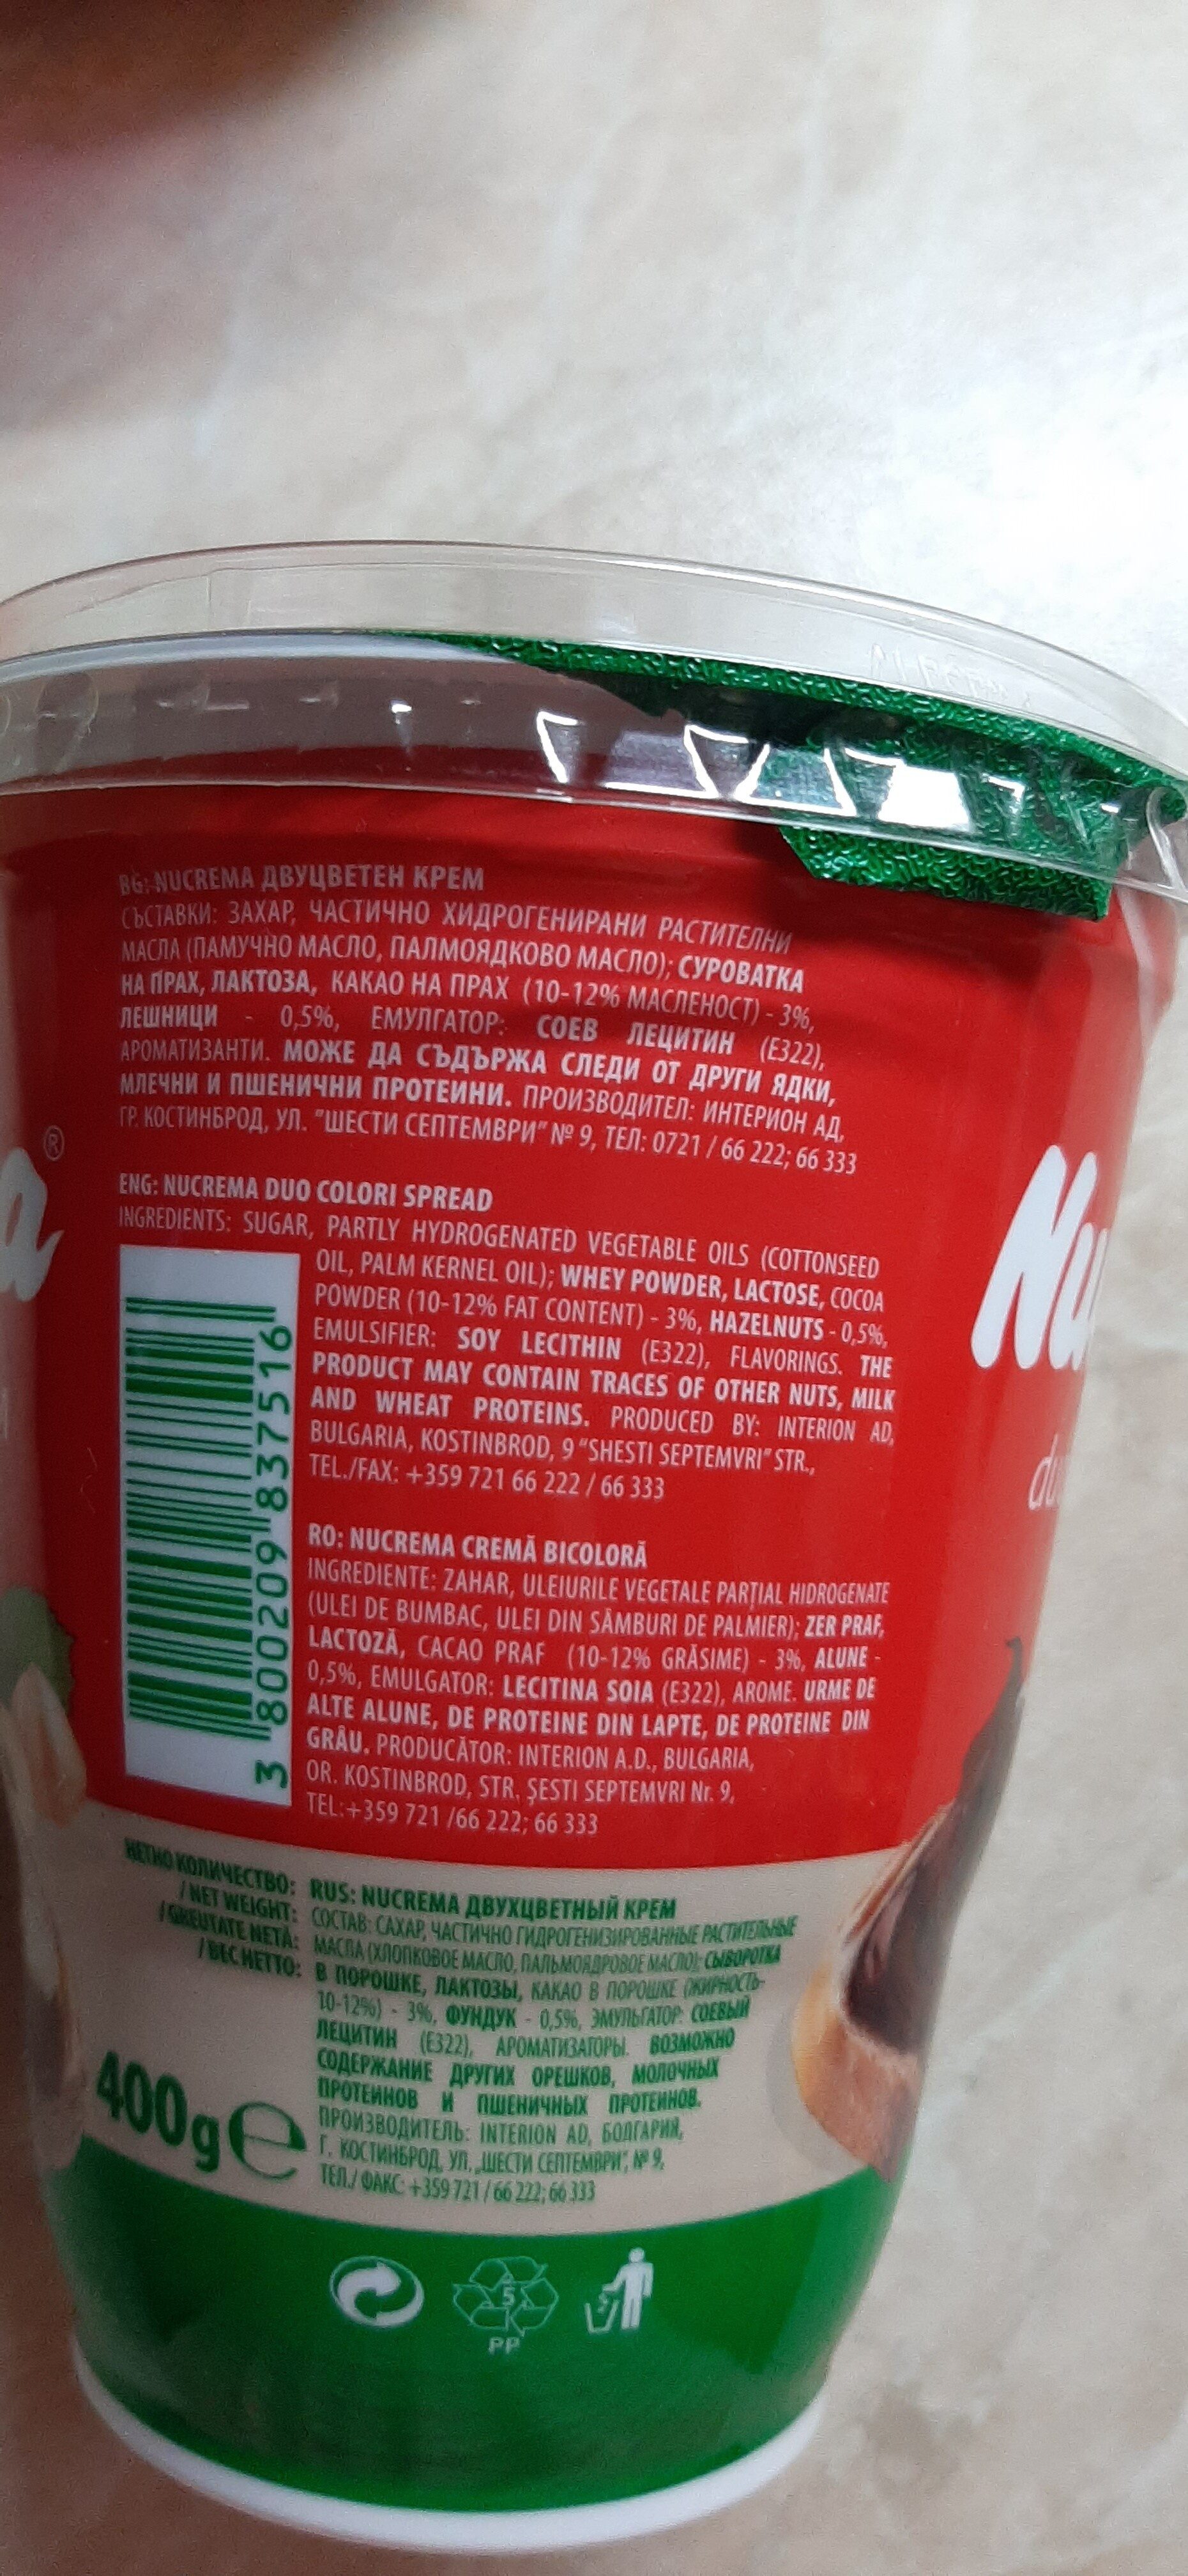 BG: NUCREMA ДВУЦВЕТЕН КРЕМ
СЪСТАВКИ: ЗАХАР, ЧАСТИЧНО ХИДРОГЕНИРАНИ РАСТИТЕЛНИ
МАСЛА (ПАМУЧНО МАСЛО, ПАЛМОЯДКОВО МАСЛО); СУРОВАТКА
НА ПРАХ, ЛАКТОЗА, КАКАО НА ПРАХ (10-12% МАСЛЕНОСТ) - 3%,
ЛЕШНИЦИ - 0,5%, ЕМУЛГАТОР: СОЕВ ЛЕЦИТИН (Е322),
АРОМАТИЗАНТИ. МОЖЕ ДА СЪДЪРЖА СЛЕДИ ОТ ДРУГИ ЯДКИ,
МЛЕЧНИ И ПШЕНИЧНИ ПРОТЕИНИ. ПРОИЗВОДИТЕЛ: ИНТЕРИОН АД,
ГР. КОСТИНБРОД, УЛ. "ШЕСТИ СЕПТЕМВРИ" № 9, ТЕЛ: 0721 / 66 222; 66 333
a®
ENG: NUCREMA DUO COLORI SPREAD
INGREDIENTS: SUGAR, PARTLY HYDROGENATED VEGETABLE OILS (COTTONSEED
OIL, PALM KERNEL OIL); WHEY POWDER, LACTOSE, COCOA
POWDER (10-12% FAT CONTENT) - 3%, HAZELNUTS - 0,5%,
EMULSIFIER: SOY LECITHIN (E322), FLAVORINGS. THE
PRODUCT MAY CONTAIN TRACES OF OTHER NUTS, MILK
AND WHEAT PROTEINS. PRODUCED BY: INTERION AD,
BULGARIA, KOSTINBROD, 9 "SHESTI SEPTEMVRI" STR.,
TEL./FAX: +359 721 66 222 / 66 333
Nu
du
3 800209 837516
RO: NUCREMA CREMĂ BICOLORĂ
INGREDIENTE: ZAHAR, ULEIURILE VEGETALE PARȚIAL HIDROGENATE
(ULEI DE BUMBAC, ULEI DIN SÂMBURI DE PALMIER); ZER PRAF,
LACTOZĂ, CACAO PRAF (10-12% GRĂSIME) - 3%, ALUNE -
0,5%, EMULGATOR: LECITINA SOIA (E322), AROME. URME DE
ALTE ALUNE, DE PROTEINE DIN LAPTE, DE PROTEINE DIN
GRÂU. PRODUCĂTOR: INTERION A.D., BULGARIA,
OR. KOSTINBROD, STR. ȘESTI SEPTEMVRI Nr. 9,
TEL:+359 721 /66 222; 66 333
НЕТНО КОЛИЧЕСТВО:
/ NET WEIGHT:
/ GREUTATE NETĂ:
/ ВЕС НЕТТО:
400g e
RUS: NUCREMA ДВУХЦВЕТНЫЙ КРЕМ
СОСТАВ: САХАР, ЧАСТИЧНО ГИДРОГЕНИЗИРОВАННЫЕ РАСТИТЕЛЬНЫЕ
МАСЛА (ХЛОПКОВОЕ МАСЛО, ПАЛЬМОЯДРОВОЕ МАСЛО); СЫВОРОТКА
В ПОРОШКЕ, ЛАКТОЗЫ, КАКАО В ПОРОШКЕ (ЖИРНОСТЬ-
10-12%) - 3%, ФУНДУК - 0,5%, ЭМУЛЬГАТОР: СОЕВЫЙ
ЛЕЦИТИН (Е322), АРОМАТИЗАТОРЫ. ВОЗМОЖНО
СОДЕРЖАНИЕ ДРУГИХ ОРЕШКОВ, МОЛОЧНЫХ
ПРОТЕИНОВ И ПШЕНИЧНЫХ ПРОТЕИНОВ.
ПРОИЗВОДИТЕЛЬ: INTERION AD, БОЛГАРИЯ,
Г. КОСТИНБРОД, УЛ. „ШЕСТИ СЕПТЕМВРИ", № 9,
ТЕЛ./ ФАКС: +359 721 / 66 222; 66 333
5
PP